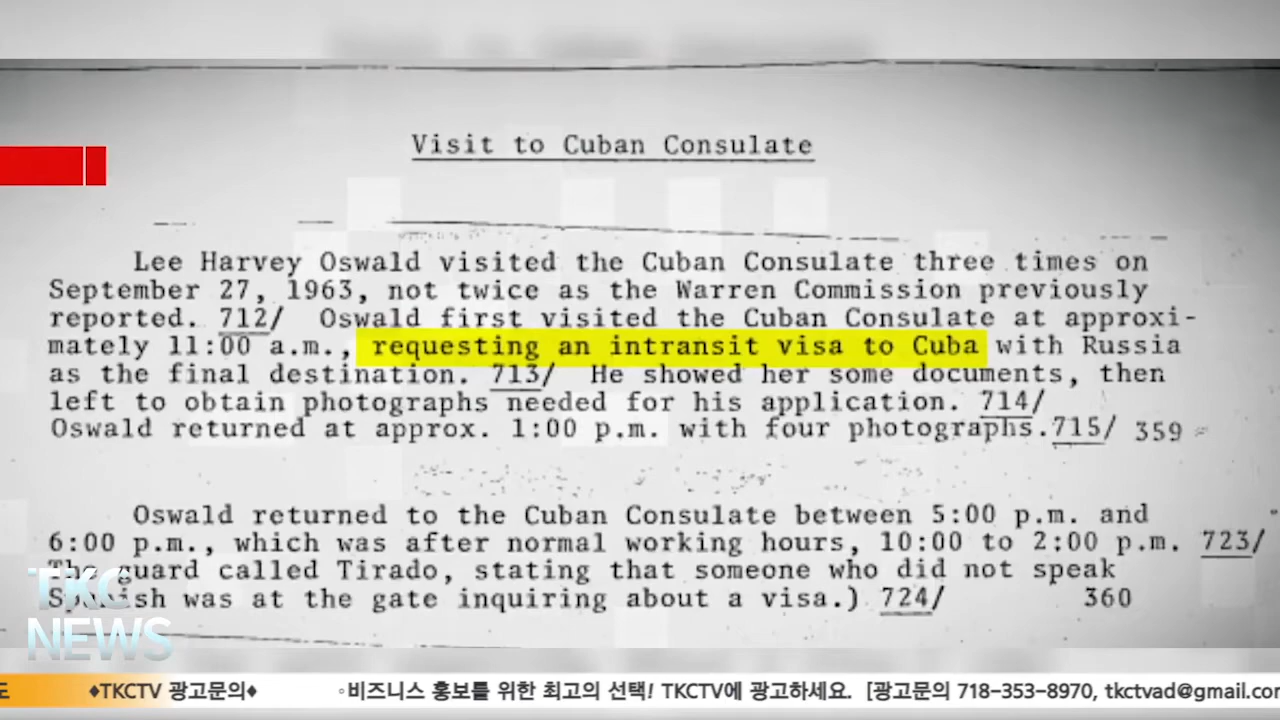 Visit to Cuban Consulate
Lee Harvey Oswald visited the Cuban Consulate three times on
September 27, 1963, not twice as the Warren Commission previously
reported. 712/ Oswald first visited the Cuban Consulate at approxi-
mately 11:00 a.m., requesting an intransit visa to Cuba with Russia
as the final destination. 713/ He showed her some documents, then
left to obtain photographs needed for his application. 714/
Oswald returned at approx. 1:00 p.m. with four photographs.715/ 359
Oswald returned to the Cuban Consulate between 5:00 p.m. and
6:00 p.m., which was after normal working hours, 10:00 to 2:00 p.m. 723/
The guard called Tirado, stating that someone who did not speak
Spanish was at the gate inquiring about a visa.) 724/ 360
TKC
NEWS
도 ♦TKCTV 광고문의♦ ◦비즈니스 홍보를 위한 최고의 선택! TKCTV에 광고하세요. [광고문의 718-353-8970, tkctvad@gmail.com